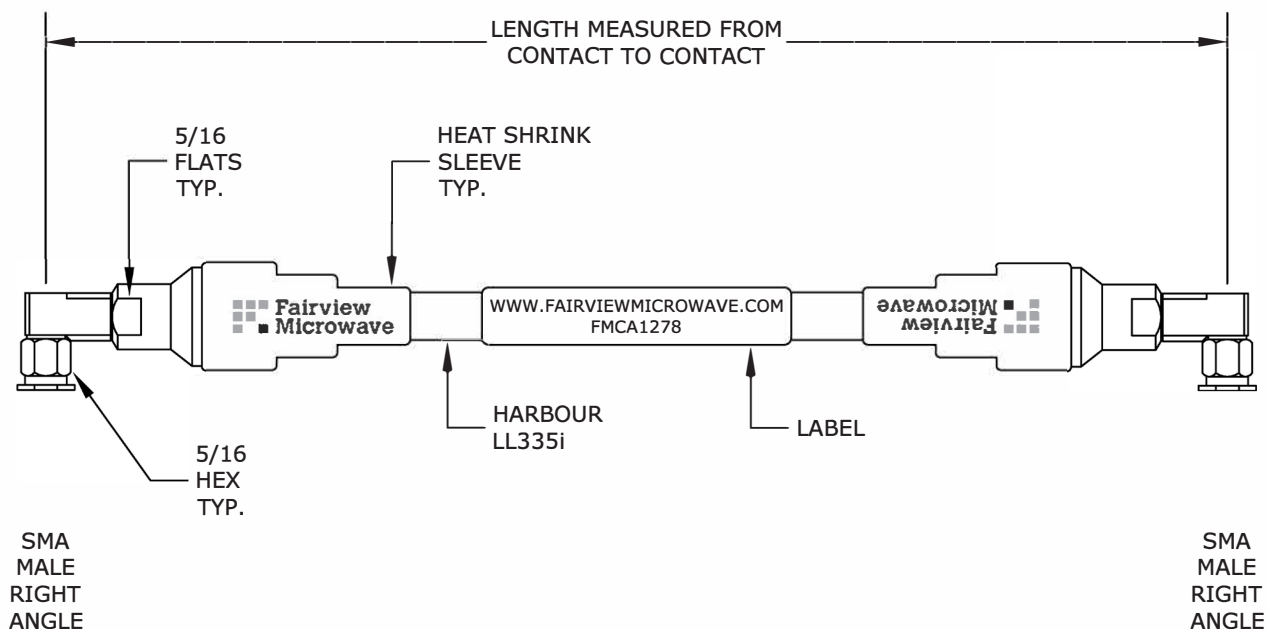 LENGTH MEASURED FROM
CONTACT TO CONTACT
5/16
FLATS
TYP.
HEAT SHRINK
SLEEVE
TYP.
Fairview
Microwave
WWW.FAIRVIEWMICROWAVE.COM
FMCA1278
Fairview
Microwave
HARBOUR
LL335i
LABEL
5/16
HEX
TYP.
SMA
MALE
RIGHT
ANGLE
SMA
MALE
RIGHT
ANGLE